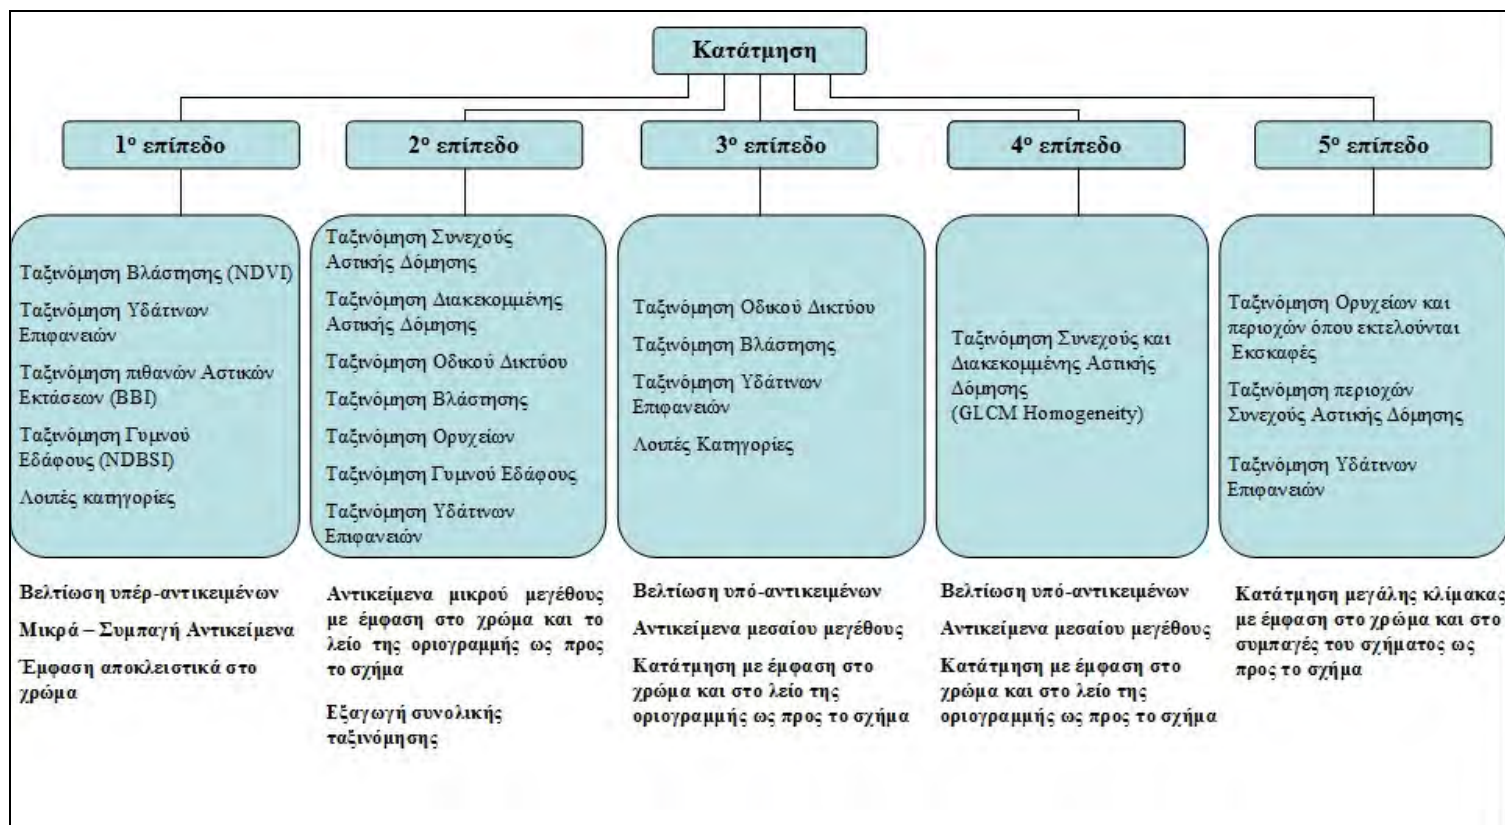 Κατάτμηση
1ο επίπεδο
2ο επίπεδο
3ο επίπεδο
4ο επίπεδο
5ο επίπεδο
Ταξινόμηση Βλάστησης (NDVI)
Ταξινόμηση Υδάτινων
Επιφανειών
Ταξινόμηση πιθανών Αστικών
Εκτάσεων (BBI)
Ταξινόμηση Γυμνού
Εδάφους (NDBSI)
Λοιπές κατηγορίες
Ταξινόμηση Συνεχούς
Αστικής Δόμησης
Ταξινόμηση Διακεκομμένης
Αστικής Δόμησης
Ταξινόμηση Οδικού Δικτύου
Ταξινόμηση Βλάστησης
Ταξινόμηση Ορυχείων
Ταξινόμηση Γυμνού Εδάφους
Ταξινόμηση Υδάτινων
Επιφανειών
Ταξινόμηση Οδικού Δικτύου
Ταξινόμηση Βλάστησης
Ταξινόμηση Υδάτινων
Επιφανειών
Λοιπές Κατηγορίες
Ταξινόμηση Συνεχούς και
Διακεκομμένης Αστικής
Δόμησης
(GLCM Homogeneity)
Ταξινόμηση Ορυχείων και
περιοχών όπου εκτελούνται
Εκσκαφές
Ταξινόμηση περιοχών
Συνεχούς Αστικής Δόμησης
Ταξινόμηση Υδάτινων
Επιφανειών
Βελτίωση υπέρ-αντικειμένων
Μικρά – Συμπαγή Αντικείμενα
Έμφαση αποκλειστικά στο
χρώμα
Αντικείμενα μικρού μεγέθους
με έμφαση στο χρώμα και το
λείο της οριογραμμής ως προς
το σχήμα
Εξαγωγή συνολικής
ταξινόμησης
Βελτίωση υπό-αντικειμένων
Αντικείμενα μεσαίου μεγέθους
Κατάτμηση με έμφαση στο
χρώμα και στο λείο της
οριογραμμής ως προς το σχήμα
Βελτίωση υπό-αντικειμένων
Αντικείμενα μεσαίου μεγέθους
Κατάτμηση με έμφαση στο
χρώμα και στο λείο της
οριογραμμής ως προς το σχήμα
Κατάτμηση μεγάλης κλίμακας
με έμφαση στο χρώμα και στο
συμπαγές του σχήματος ως
προς το σχήμα